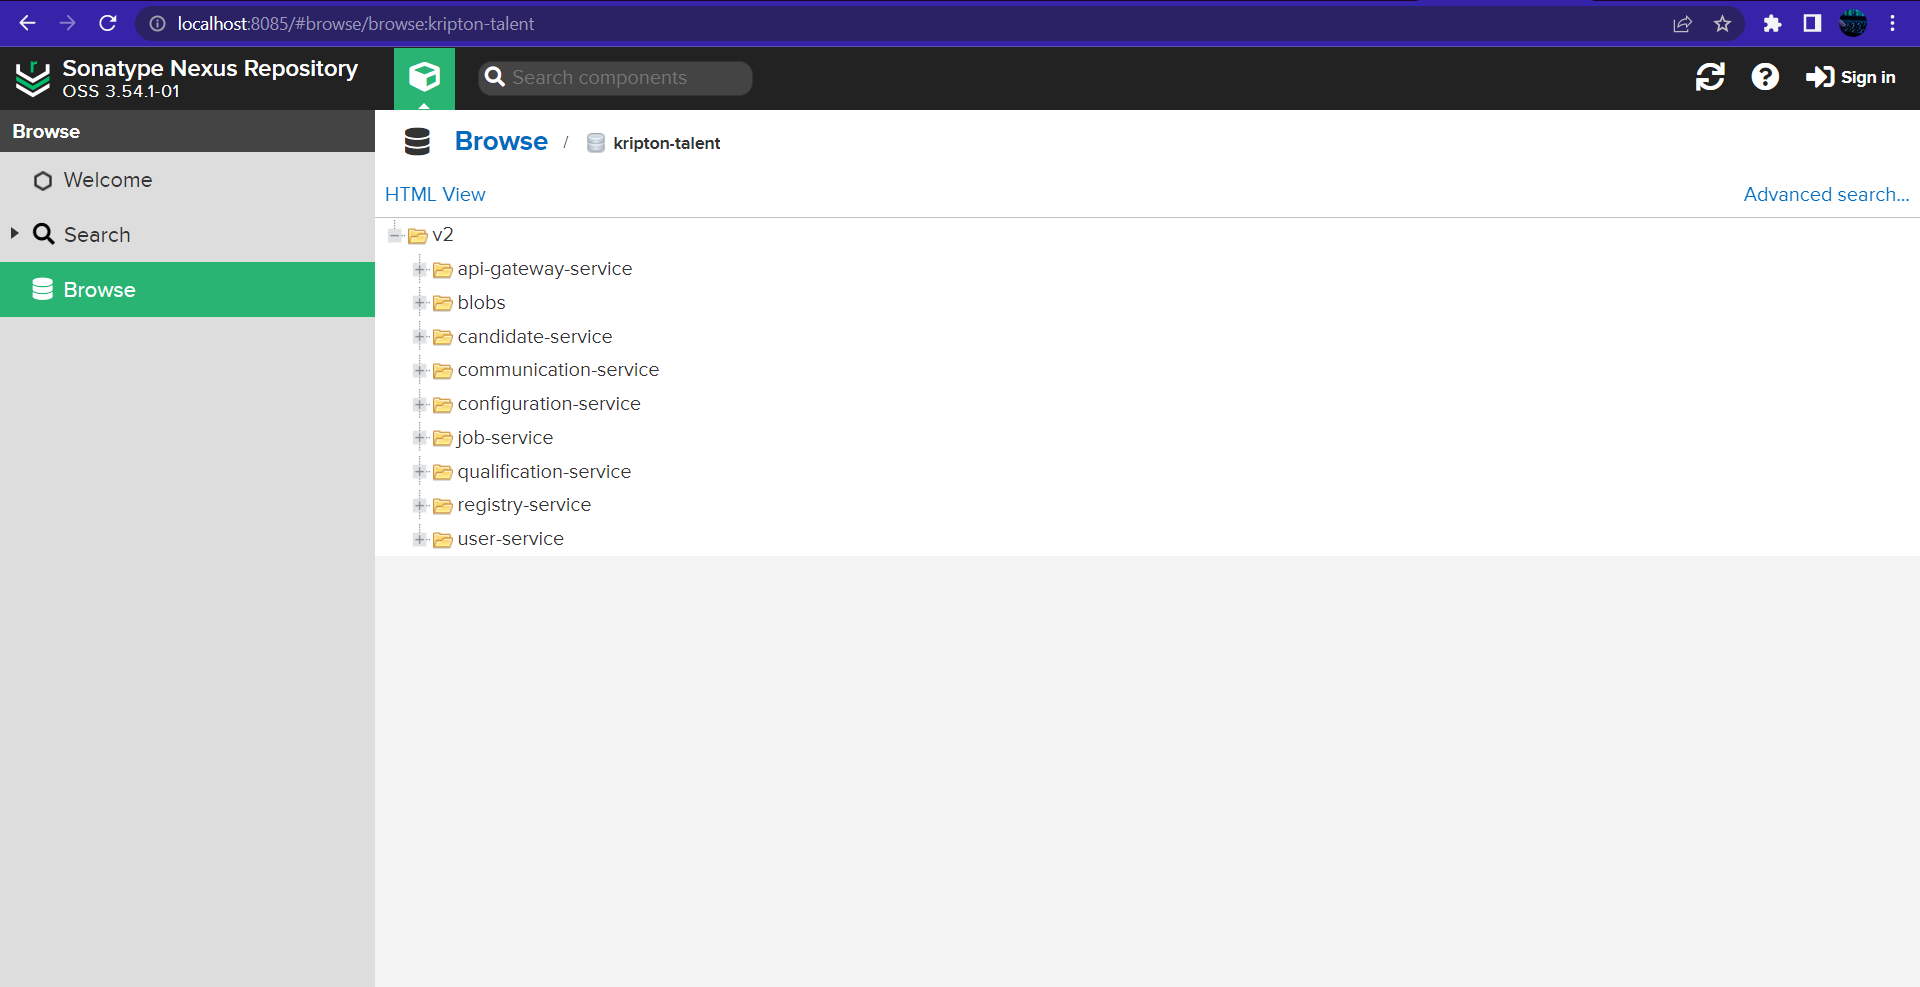 localhost:8085/#browse/browse:kripton-talent
Sonatype Nexus Repository
OSS 3.54.1-01
Search components
Sign in
Browse
Welcome
Search
Browse
Browse / kripton-talent
HTML View
Advanced search...
v2
api-gateway-service
blobs
candidate-service
communication-service
configuration-service
job-service
qualification-service
registry-service
user-service